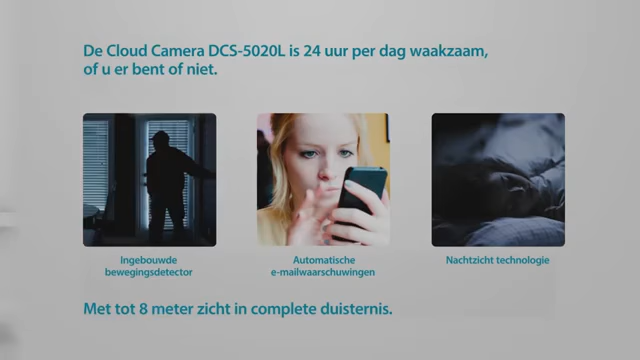 De Cloud Camera DCS-5020L is 24 uur per dag waakzaam,
of u er bent of niet.
Ingebouwde
bewegingsdetector
Automatische
e-mailwaarschuwingen
Nachtzicht technologie
Met tot 8 meter zicht in complete duisternis.